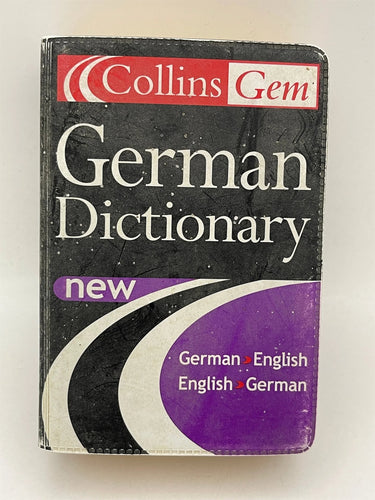 Collins Gem
German
Dictionary
new
German > English
English > German